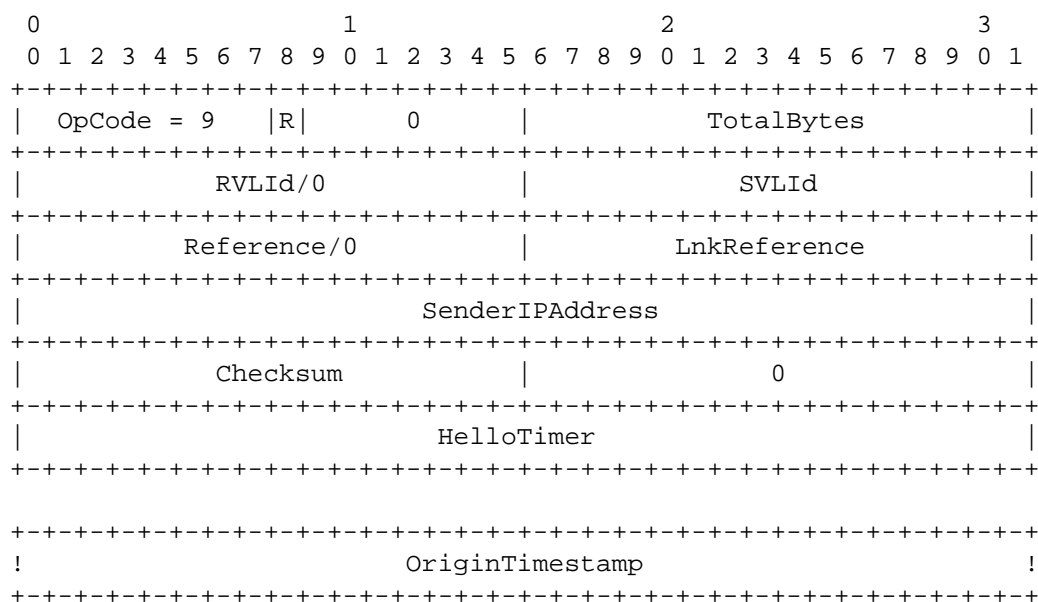 0                   1                   2                   3
 0 1 2 3 4 5 6 7 8 9 0 1 2 3 4 5 6 7 8 9 0 1 2 3 4 5 6 7 8 9 0 1
+-+-+-+-+-+-+-+-+-+-+-+-+-+-+-+-+-+-+-+-+-+-+-+-+-+-+-+-+-+-+-+-+
|  OpCode = 9   |R|      0      |           TotalBytes          |
+-+-+-+-+-+-+-+-+-+-+-+-+-+-+-+-+-+-+-+-+-+-+-+-+-+-+-+-+-+-+-+-+
|            RVLId/0            |             SVLId             |
+-+-+-+-+-+-+-+-+-+-+-+-+-+-+-+-+-+-+-+-+-+-+-+-+-+-+-+-+-+-+-+-+
|          Reference/0          |         LnkReference          |
+-+-+-+-+-+-+-+-+-+-+-+-+-+-+-+-+-+-+-+-+-+-+-+-+-+-+-+-+-+-+-+-+
|                         SenderIPAddress                       |
+-+-+-+-+-+-+-+-+-+-+-+-+-+-+-+-+-+-+-+-+-+-+-+-+-+-+-+-+-+-+-+-+
|            Checksum           |               0               |
+-+-+-+-+-+-+-+-+-+-+-+-+-+-+-+-+-+-+-+-+-+-+-+-+-+-+-+-+-+-+-+-+
|                          HelloTimer                           |
+-+-+-+-+-+-+-+-+-+-+-+-+-+-+-+-+-+-+-+-+-+-+-+-+-+-+-+-+-+-+-+-+

+-+-+-+-+-+-+-+-+-+-+-+-+-+-+-+-+-+-+-+-+-+-+-+-+-+-+-+-+-+-+-+-+
!                        OriginTimestamp                        !
+-+-+-+-+-+-+-+-+-+-+-+-+-+-+-+-+-+-+-+-+-+-+-+-+-+-+-+-+-+-+-+-+